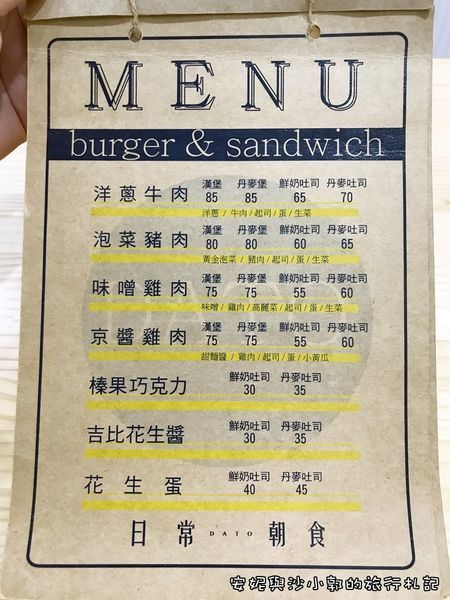 MENU
burger & sandwich
漢堡 丹麥堡 鮮奶吐司 丹麥吐司
洋蔥牛肉 85 85 65 70
洋蔥 / 牛肉 / 起司 / 蛋 / 生菜
漢堡 丹麥堡 鮮奶吐司 丹麥吐司
泡菜豬肉 80 80 60 65
黃金泡菜 / 豬肉 / 起司 / 蛋 / 生菜
漢堡 丹麥堡 鮮奶吐司 丹麥吐司
味噌雞肉 75 75 55 60
味噌 / 雞肉 / 高麗菜 / 起司 / 蛋 / 生菜
漢堡 丹麥堡 鮮奶吐司 丹麥吐司
京醬雞肉 75 75 55 60
甜麵醬 / 雞肉 / 起司 / 蛋 / 小黃瓜
鮮奶吐司 丹麥吐司
榛果巧克力 30 35
鮮奶吐司 丹麥吐司
吉比花生醬 30 35
鮮奶吐司 丹麥吐司
花生蛋 40 45
日常 DATO 朝食
安妮與沙小郭的旅行札記